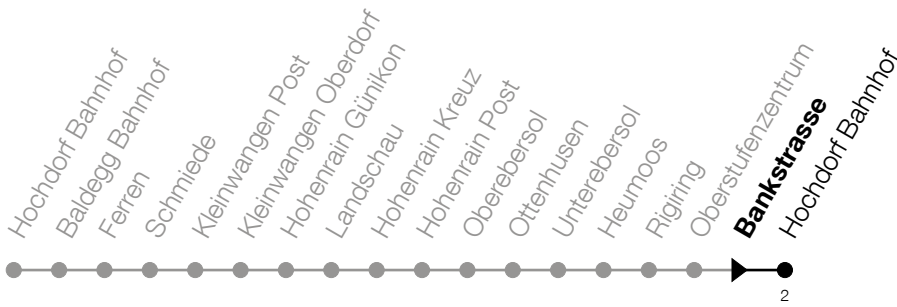 Hochdorf Bahnhof
Baldegg Bahnhof
Ferren
Schmiede
Kleinwangen Post
Kleinwangen Oberdorf
Hohenrain Günikon
Landschau
Hohenrain Kreuz
Hohenrain Post
Oberebersol
Ottenhusen
Unterebersol
Heumoos
Rigiring
Oberstufenzentrum
Bankstrasse
Hochdorf Bahnhof
2